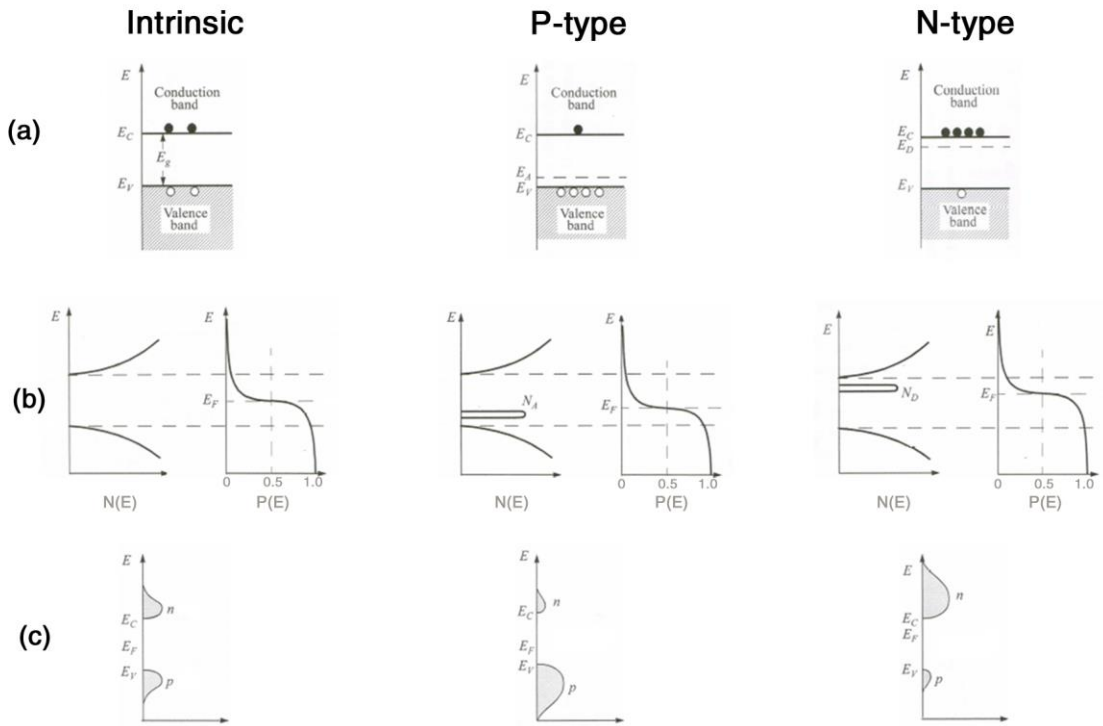 Intrinsic
P-type
N-type
(a)
E
Conduction
band
E_C
E_g
E_V
Valence
band
E
Conduction
band
E_C
E_A
E_V
Valence
band
E
Conduction
band
E_C
E_D
E_V
Valence
band
(b)
E
N(E)
E
E_F
0
0.5
1.0
P(E)
E
N_A
N(E)
E
E_F
0
0.5
1.0
P(E)
E
N_D
N(E)
E
E_F
0
0.5
1.0
P(E)
(c)
E
n
E_C
E_F
E_V
p
E
n
E_C
E_F
E_V
p
E
n
E_C
E_F
E_V
p